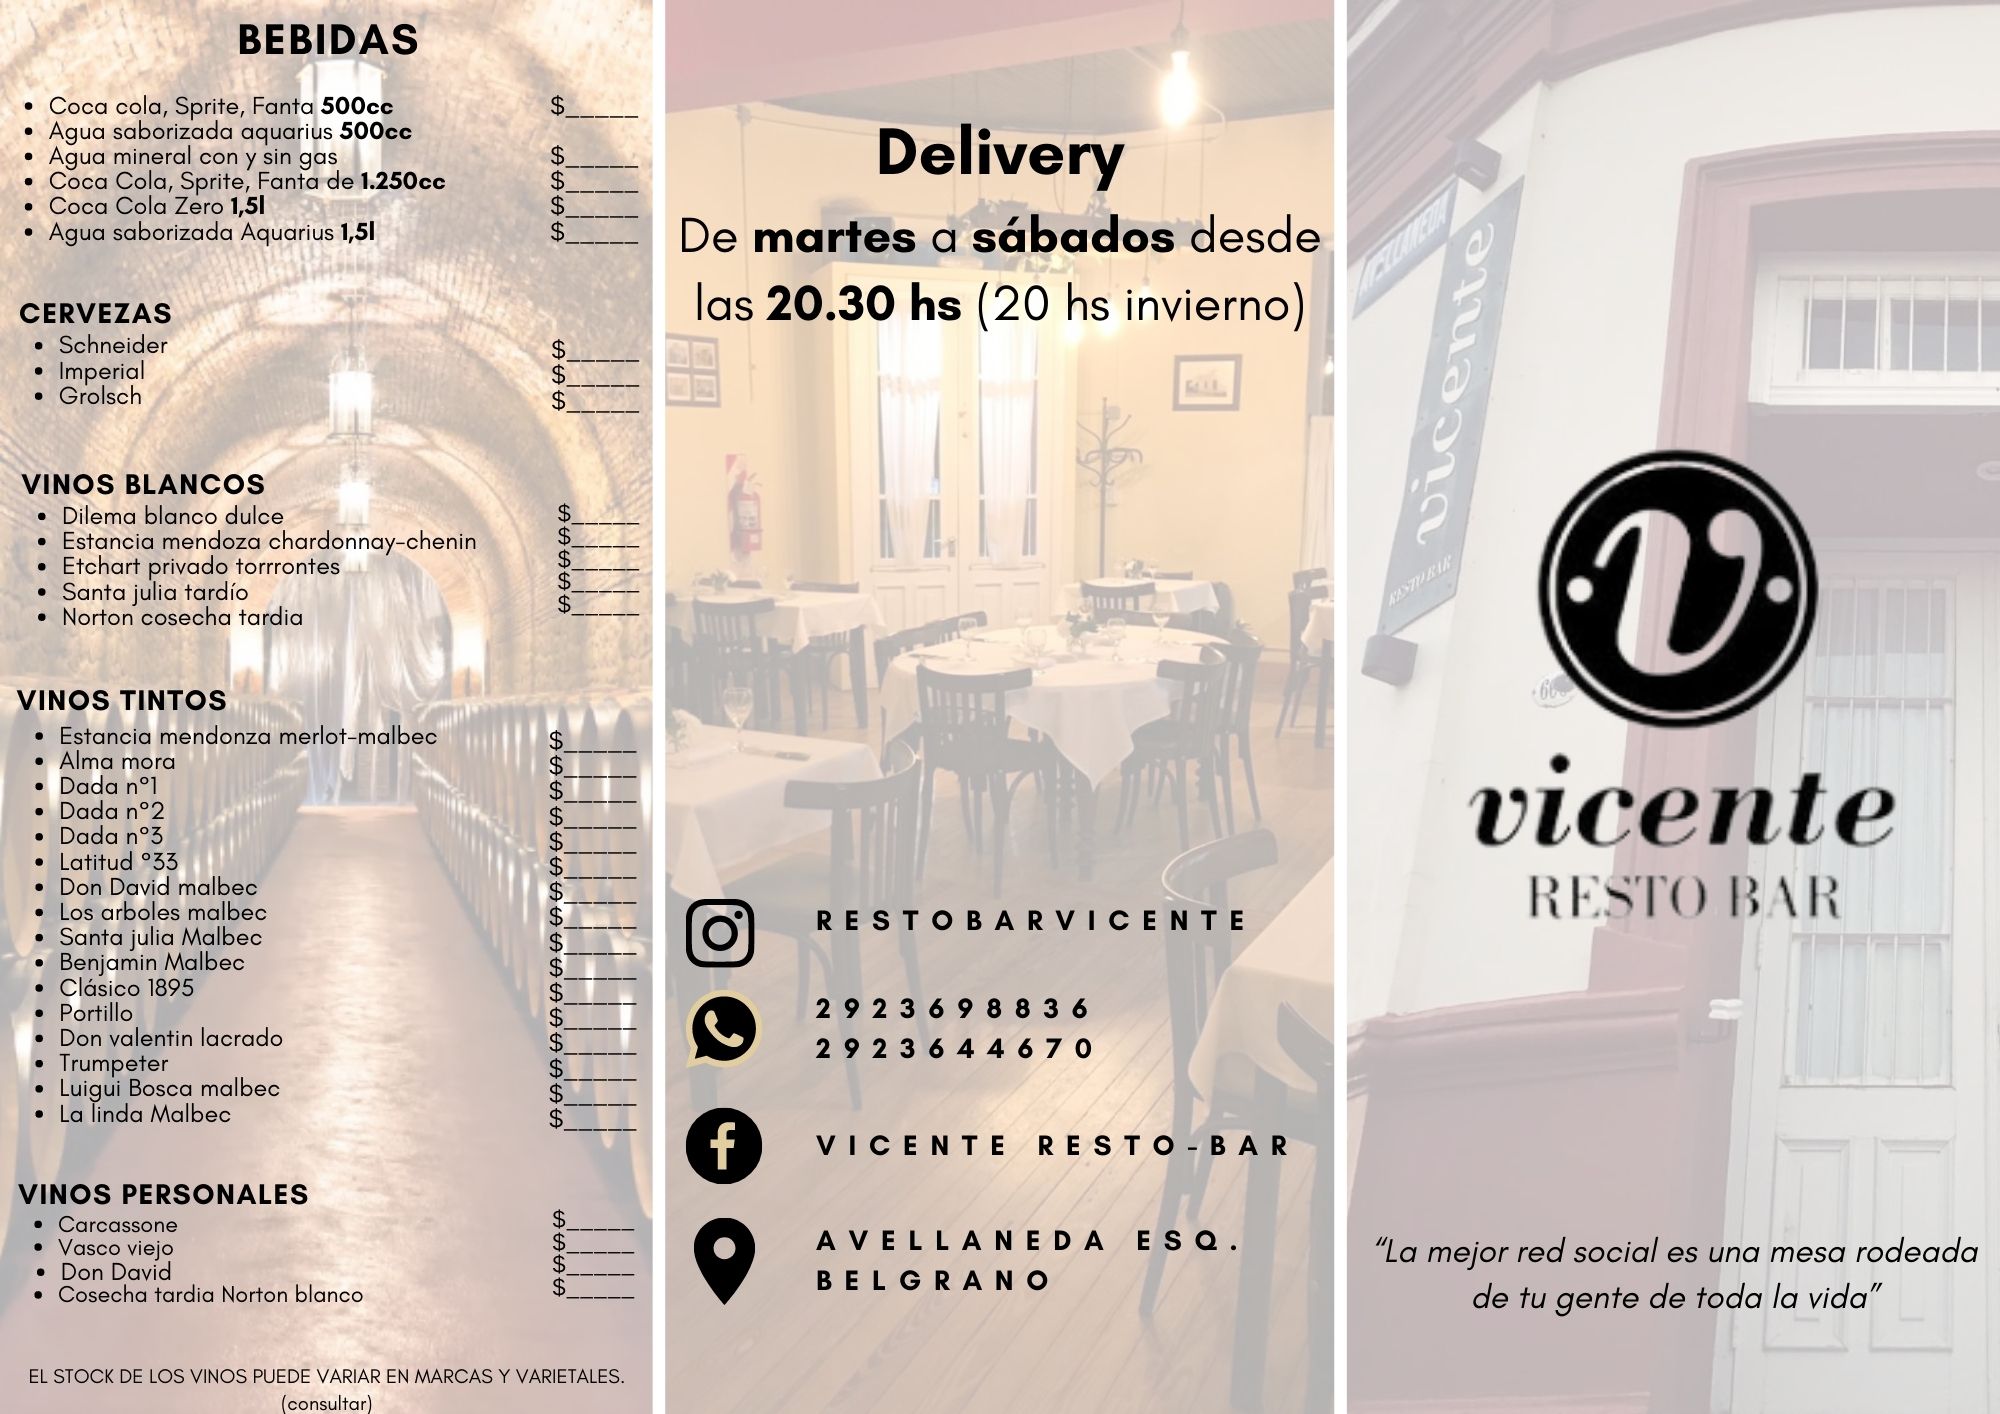 BEBIDAS
Coca cola, Sprite, Fanta 500cc $_____
Agua saborizada aquarius 500cc
Agua mineral con y sin gas $_____
Coca Cola, Sprite, Fanta de 1.250cc $_____
Coca Cola Zero 1,5l $_____
Agua saborizada Aquarius 1,5l $_____
CERVEZAS
Schneider $_____
Imperial $_____
Grolsch $_____
VINOS BLANCOS
Dilema blanco dulce $_____
Estancia mendoza chardonnay-chenin $_____
Etchart privado torrrontes $_____
Santa julia tardío $_____
Norton cosecha tardia $_____
VINOS TINTOS
Estancia mendonza merlot-malbec $_____
Alma mora $_____
Dada n°1 $_____
Dada n°2 $_____
Dada n°3 $_____
Latitud °33 $_____
Don David malbec $_____
Los arboles malbec $_____
Santa julia Malbec $_____
Benjamin Malbec $_____
Clásico 1895 $_____
Portillo $_____
Don valentin lacrado $_____
Trumpeter $_____
Luigui Bosca malbec $_____
La linda Malbec $_____
VINOS PERSONALES
Carcassone $_____
Vasco viejo $_____
Don David $_____
Cosecha tardia Norton blanco $_____
EL STOCK DE LOS VINOS PUEDE VARIAR EN MARCAS Y VARIETALES.
(consultar)
Delivery
De martes a sábados desde
las 20.30 hs (20 hs invierno)
RESTOBARVICENTE
2923698836
2923644670
VICENTE RESTO-BAR
AVELLANEDA ESQ.
BELGRANO
AVELLANEDA
vicente
RESTO BAR
v
vicente
RESTO BAR
“La mejor red social es una mesa rodeada
de tu gente de toda la vida”